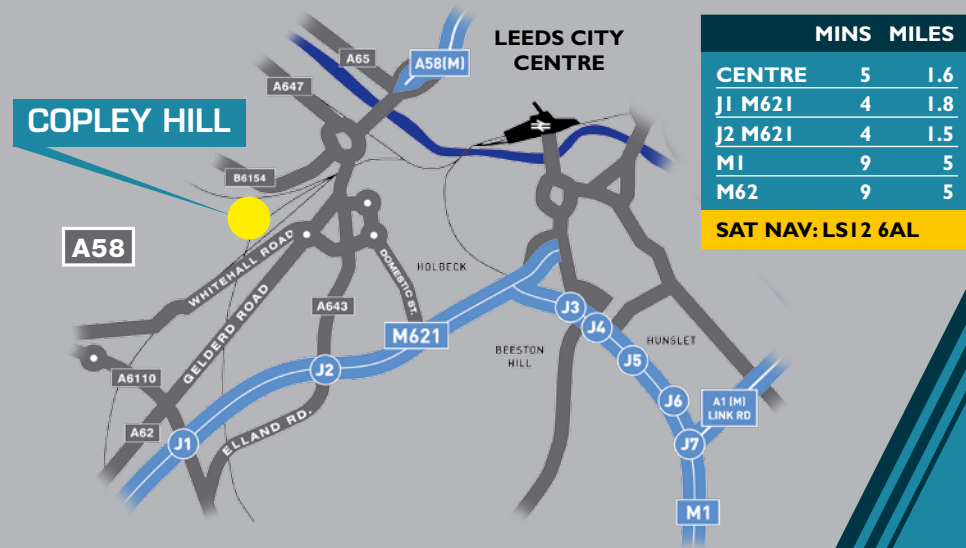 LEEDS CITY
CENTRE
A65
A58(M)
A647
COPLEY HILL
B6154
A58
WHITEHALL ROAD
GELDERD ROAD
DOMESTIC ST.
HOLBECK
A643
M621
J3
J4
J2
BEESTON
HILL
HUNSLET
J5
A6110
J6
A1 (M)
LINK RD
A62
J1
ELLAND RD.
J7
M1
MINS MILES
CENTRE 5 1.6
J1 M621 4 1.8
J2 M621 4 1.5
M1 9 5
M62 9 5
SAT NAV: LS12 6AL